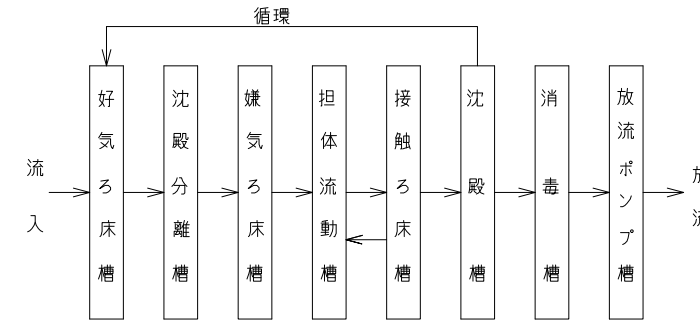 循環
流入
好気ろ床槽
沈殿分離槽
嫌気ろ床槽
担体流動槽
接触ろ床槽
沈殿槽
消毒槽
放流ポンプ槽
放流